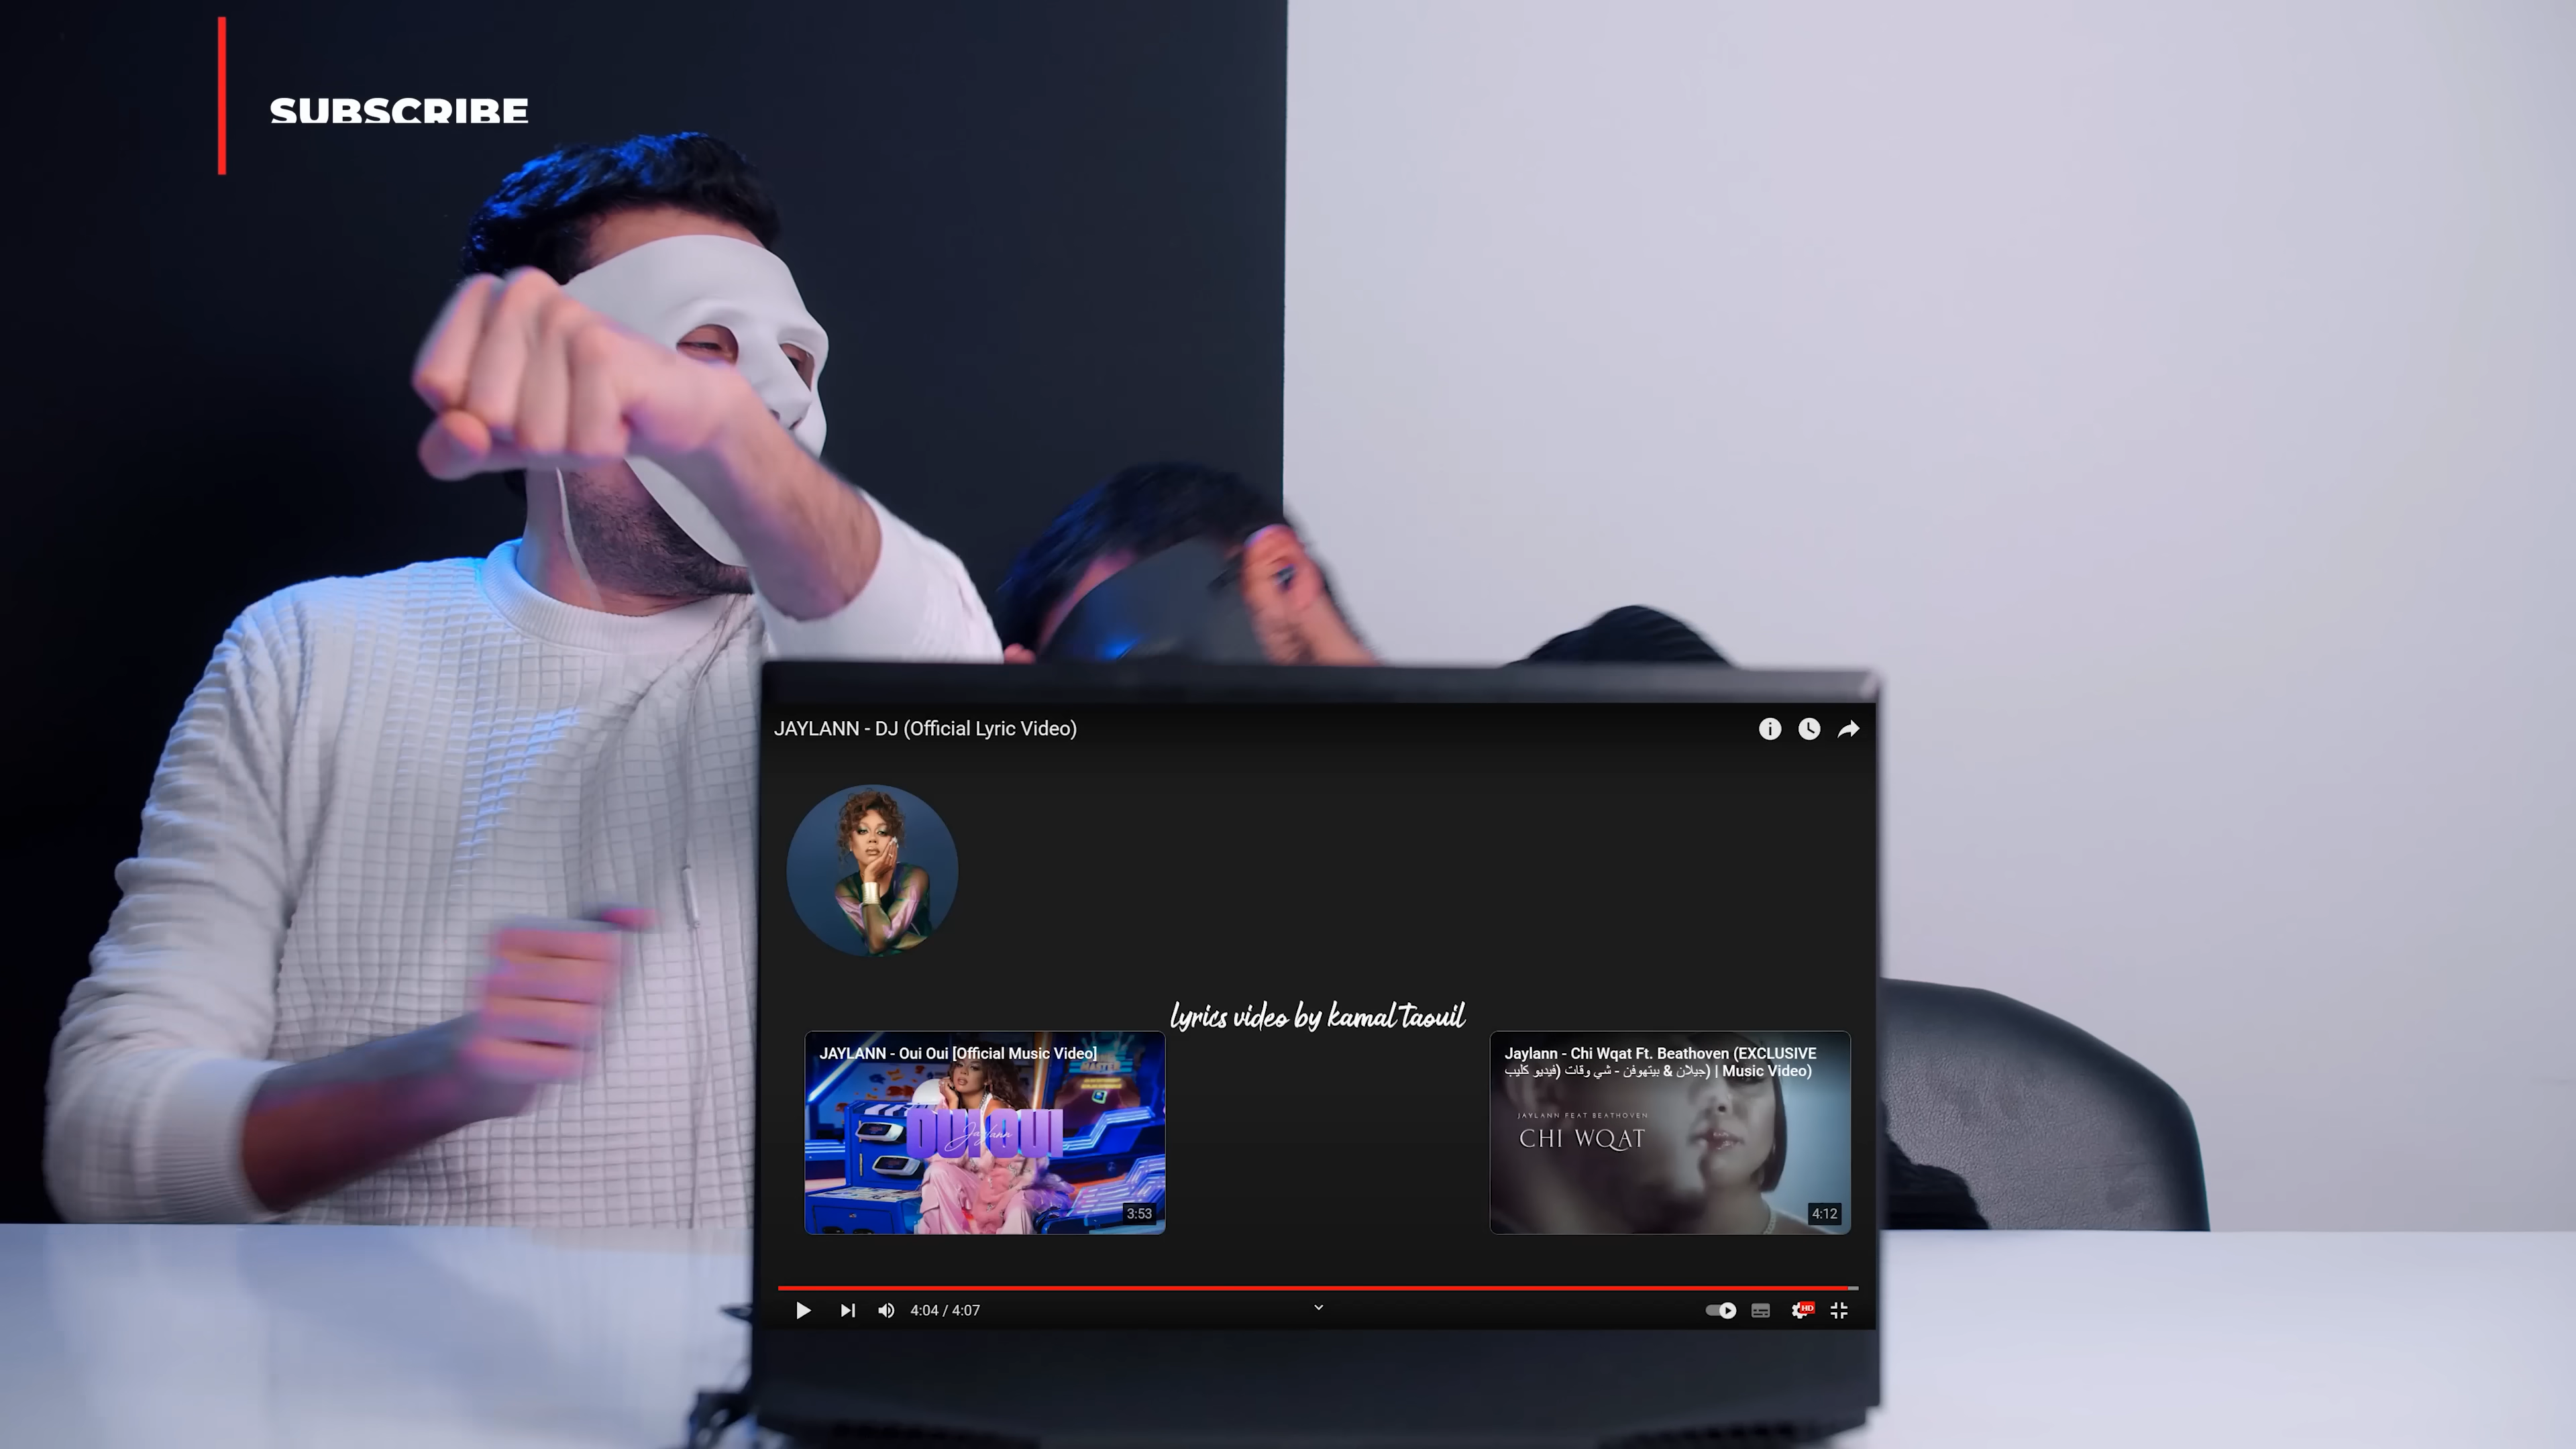 SUBSCRIBE
JAYLANN - DJ (Official Lyric Video)
lyrics video by kamal taouil
JAYLANN - Oui Oui [Official Music Video]
OUI OUI
Jaylann
3:53
Jaylann - Chi Wqat Ft. Beathoven (EXCLUSIVE
جيلان & بيتهوفن - شي وقات (فيديو كليب) | Music Video)
JAYLANN FEAT BEATHOVEN
CHI WQAT
4:12
4:04 / 4:07
HD